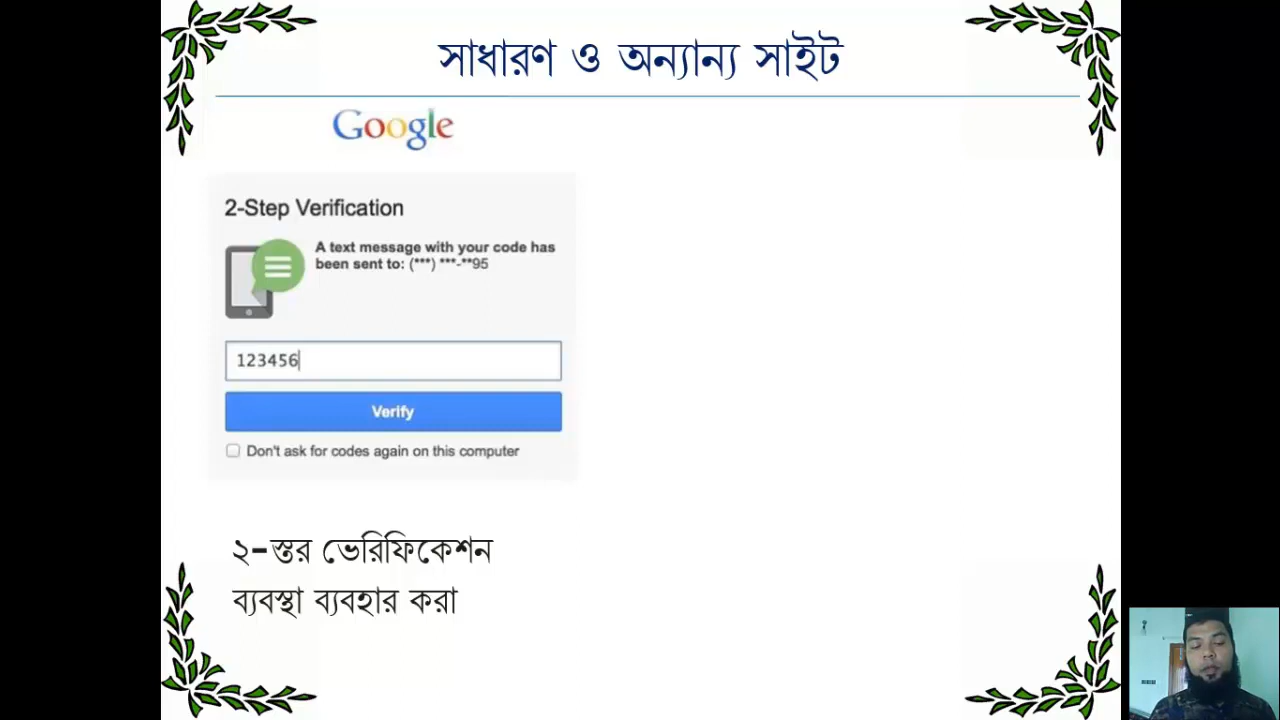 সাধারণ ও অন্যান্য সাইট
Google
2-Step Verification
A text message with your code has
been sent to: (***) ***-**95
123456
Verify
Don't ask for codes again on this computer
২-স্তর ভেরিফিকেশন
ব্যবস্থা ব্যবহার করা